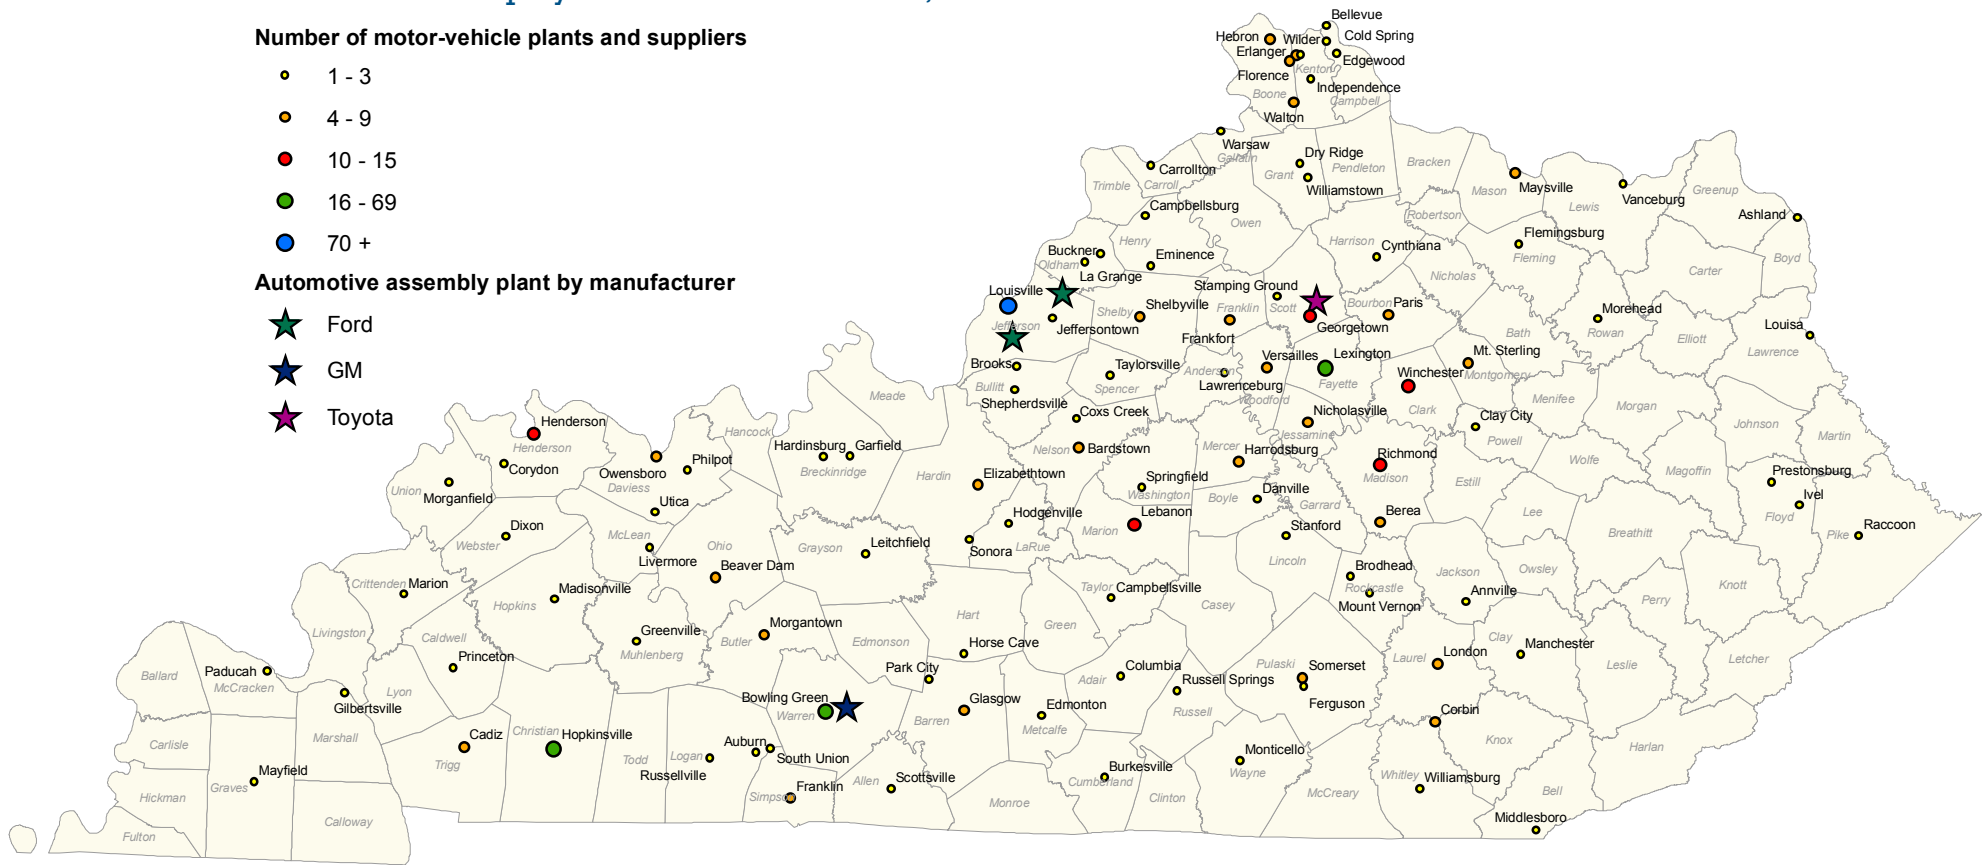 Number of motor-vehicle plants and suppliers
1 - 3
4 - 9
10 - 15
16 - 69
70 +
Automotive assembly plant by manufacturer
Ford
GM
Toyota
Bellevue
Hebron
Wilder
Cold Spring
Erlanger
Edgewood
Kenton
Florence
Independence
Boone
Campbell
Walton
Warsaw
Gallatin
Dry Ridge
Carrollton
Grant
Pendleton
Bracken
Trimble
Carroll
Williamstown
Mason
Maysville
Lewis
Vanceburg
Greenup
Campbellsburg
Owen
Robertson
Ashland
Henry
Harrison
Cynthiana
Flemingsburg
Fleming
Buckner
Oldham
Eminence
La Grange
Nicholas
Carter
Boyd
Louisville
Stamping Ground
Shelbyville
Shelby
Franklin
Scott
Bourbon
Paris
Morehead
Rowan
Jefferson
Jeffersontown
Frankfort
Georgetown
Bath
Elliott
Louisa
Lawrence
Brooks
Taylorsville
Anderson
Versailles
Lexington
Mt. Sterling
Winchester
Montgomery
Bullitt
Spencer
Lawrenceburg
Fayette
Woodford
Menifee
Morgan
Shepherdsville
Coxs Creek
Nicholasville
Clark
Clay City
Johnson
Martin
Meade
Henderson
Henderson
Hancock
Hardinsburg
Garfield
Jessamine
Powell
Nelson
Bardstown
Mercer
Harrodsburg
Richmond
Wolfe
Magoffin
Corydon
Owensboro
Philpot
Breckinridge
Hardin
Elizabethtown
Springfield
Madison
Estill
Prestonsburg
Union
Morganfield
Daviess
Utica
Washington
Boyle
Danville
Garrard
Ivel
Floyd
Dixon
Webster
McLean
Livermore
Ohio
Grayson
Leitchfield
Hodgenville
Sonora
LaRue
Marion
Lebanon
Stanford
Berea
Lee
Breathitt
Pike
Raccoon
Beaver Dam
Lincoln
Brodhead
Rockcastle
Jackson
Owsley
Knott
Crittenden
Marion
Madisonville
Hopkins
Taylor
Campbellsville
Casey
Mount Vernon
Annville
Perry
Livingston
Caldwell
Greenville
Muhlenberg
Butler
Morgantown
Edmonson
Hart
Green
Horse Cave
Clay
Manchester
Ballard
Paducah
McCracken
Princeton
Park City
Columbia
Adair
Pulaski
Somerset
Laurel
London
Leslie
Letcher
Lyon
Gilbertsville
Bowling Green
Warren
Barren
Glasgow
Edmonton
Metcalfe
Russell Springs
Russell
Ferguson
Corbin
Carlisle
Marshall
Cadiz
Trigg
Christian
Hopkinsville
Todd
Logan
Auburn
South Union
Russellville
Monticello
Wayne
Knox
Harlan
Mayfield
Graves
Hickman
Simpson
Franklin
Allen
Scottsville
Burkesville
Cumberland
Clinton
McCreary
Whitley
Williamsburg
Bell
Monroe
Calloway
Fulton
Middlesboro